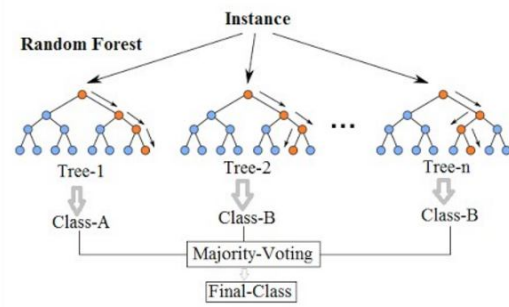 Instance
Random Forest
...
Tree-1
Tree-2
Tree-n
Class-A
Class-B
Class-B
Majority-Voting
Final-Class